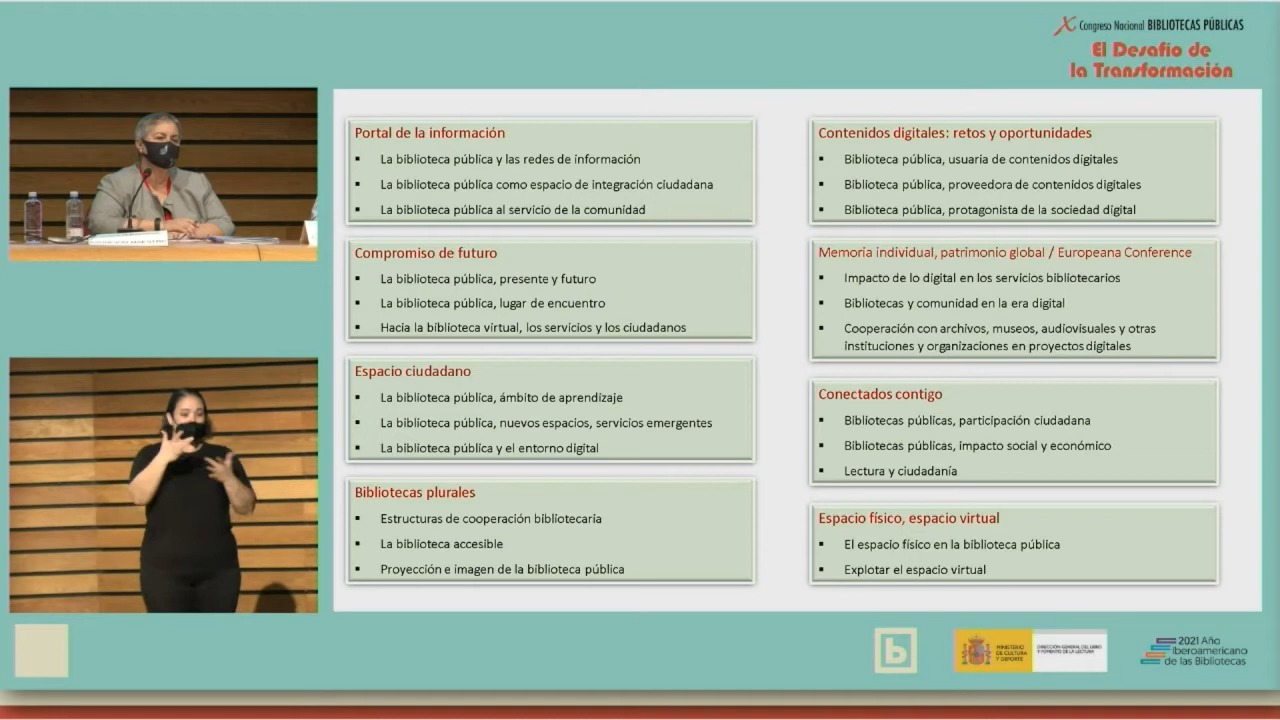 X Congreso Nacional BIBLIOTECAS PÚBLICAS
El Desafío de
la Transformación
Portal de la información
La biblioteca pública y las redes de información
La biblioteca pública como espacio de integración ciudadana
La biblioteca pública al servicio de la comunidad
Compromiso de futuro
La biblioteca pública, presente y futuro
La biblioteca pública, lugar de encuentro
Hacia la biblioteca virtual, los servicios y los ciudadanos
Espacio ciudadano
La biblioteca pública, ámbito de aprendizaje
La biblioteca pública, nuevos espacios, servicios emergentes
La biblioteca pública y el entorno digital
Bibliotecas plurales
Estructuras de cooperación bibliotecaria
La biblioteca accesible
Proyección e imagen de la biblioteca pública
Contenidos digitales: retos y oportunidades
Biblioteca pública, usuaria de contenidos digitales
Biblioteca pública, proveedora de contenidos digitales
Biblioteca pública, protagonista de la sociedad digital
Memoria individual, patrimonio global / Europeana Conference
Impacto de lo digital en los servicios bibliotecarios
Bibliotecas y comunidad en la era digital
Cooperación con archivos, museos, audiovisuales y otras
instituciones y organizaciones en proyectos digitales
Conectados contigo
Bibliotecas públicas, participación ciudadana
Bibliotecas públicas, impacto social y económico
Lectura y ciudadanía
Espacio físico, espacio virtual
El espacio físico en la biblioteca pública
Explotar el espacio virtual
b
MINISTERIO
DE CULTURA
Y DEPORTE
DIRECCIÓN GENERAL DEL LIBRO
Y FOMENTO DE LA LECTURA
2021 Año
Iberoamericano
de las Bibliotecas